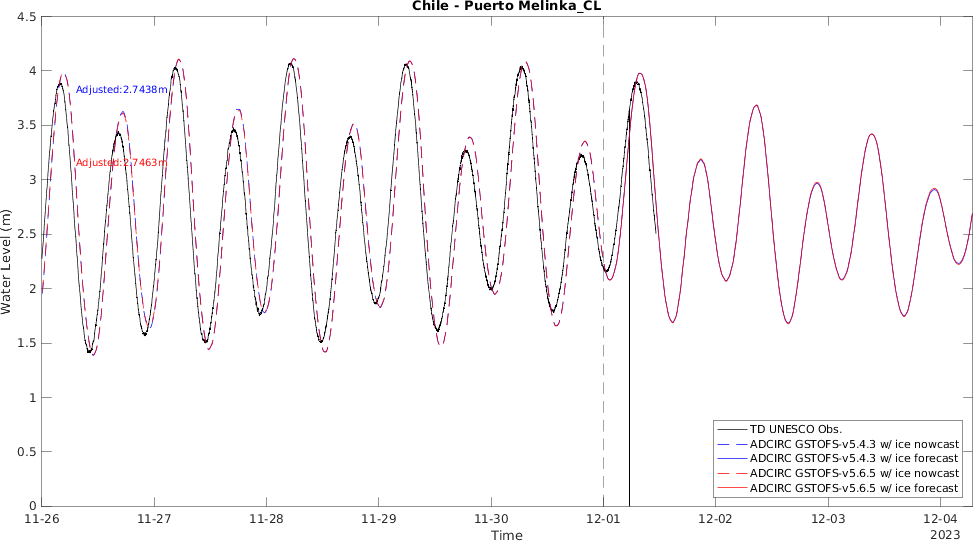 Chile - Puerto Melinka_CL
4.5
4
3.5
3
2.5
2
1.5
1
0.5
0
Water Level (m)
Adjusted:2.7438m
Adjusted:2.7463m
TD UNESCO Obs.
ADCIRC GSTOFS-v5.4.3 w/ ice nowcast
ADCIRC GSTOFS-v5.4.3 w/ ice forecast
ADCIRC GSTOFS-v5.6.5 w/ ice nowcast
ADCIRC GSTOFS-v5.6.5 w/ ice forecast
11-26 11-27 11-28 11-29 11-30 12-01 12-02 12-03 12-04
Time
2023